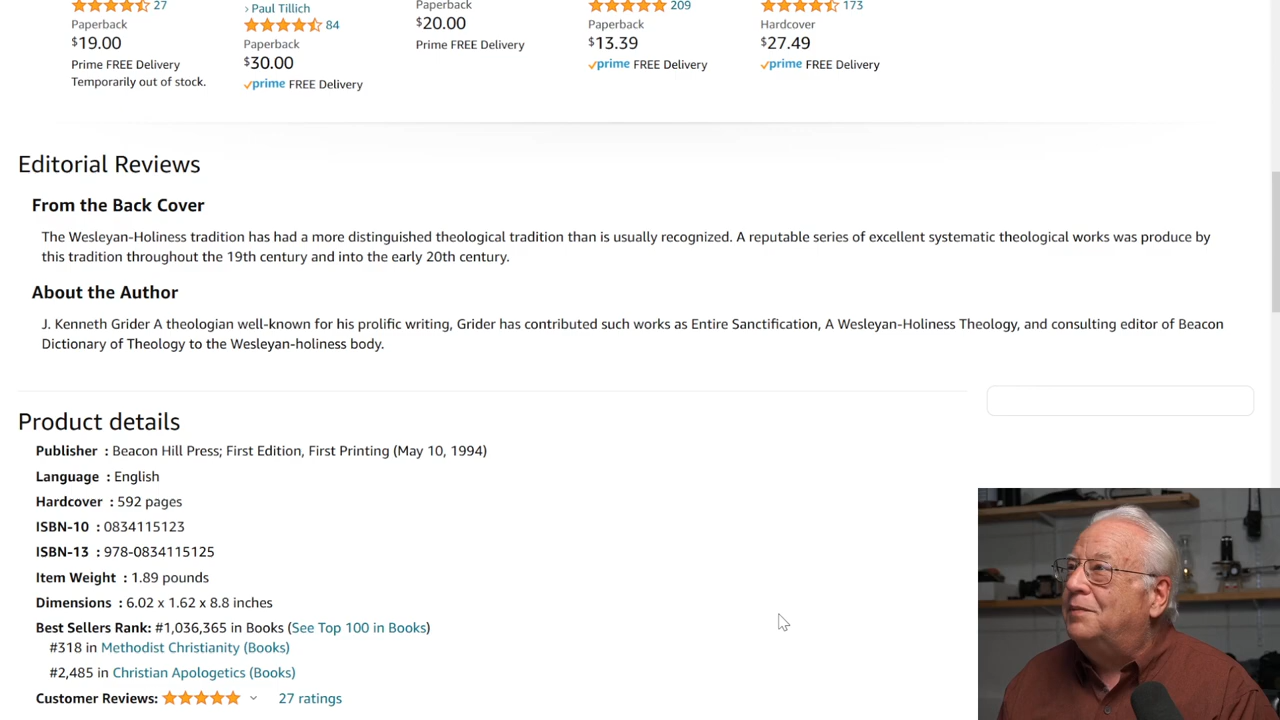 27
› Paul Tillich
209
173
Paperback
84
Paperback
Paperback
Hardcover
$19.00
Paperback
$20.00
$13.39
$27.49
Prime FREE Delivery
$30.00
Prime FREE Delivery
prime FREE Delivery
prime FREE Delivery
Temporarily out of stock.
prime FREE Delivery
Editorial Reviews
From the Back Cover
The Wesleyan-Holiness tradition has had a more distinguished theological tradition than is usually recognized. A reputable series of excellent systematic theological works was produce by
this tradition throughout the 19th century and into the early 20th century.
About the Author
J. Kenneth Grider A theologian well-known for his prolific writing, Grider has contributed such works as Entire Sanctification, A Wesleyan-Holiness Theology, and consulting editor of Beacon
Dictionary of Theology to the Wesleyan-holiness body.
Product details
Publisher : Beacon Hill Press; First Edition, First Printing (May 10, 1994)
Language : English
Hardcover : 592 pages
ISBN-10 : 0834115123
ISBN-13 : 978-0834115125
Item Weight : 1.89 pounds
Dimensions : 6.02 x 1.62 x 8.8 inches
Best Sellers Rank: #1,036,365 in Books (See Top 100 in Books)
#318 in Methodist Christianity (Books)
#2,485 in Christian Apologetics (Books)
Customer Reviews: 27 ratings